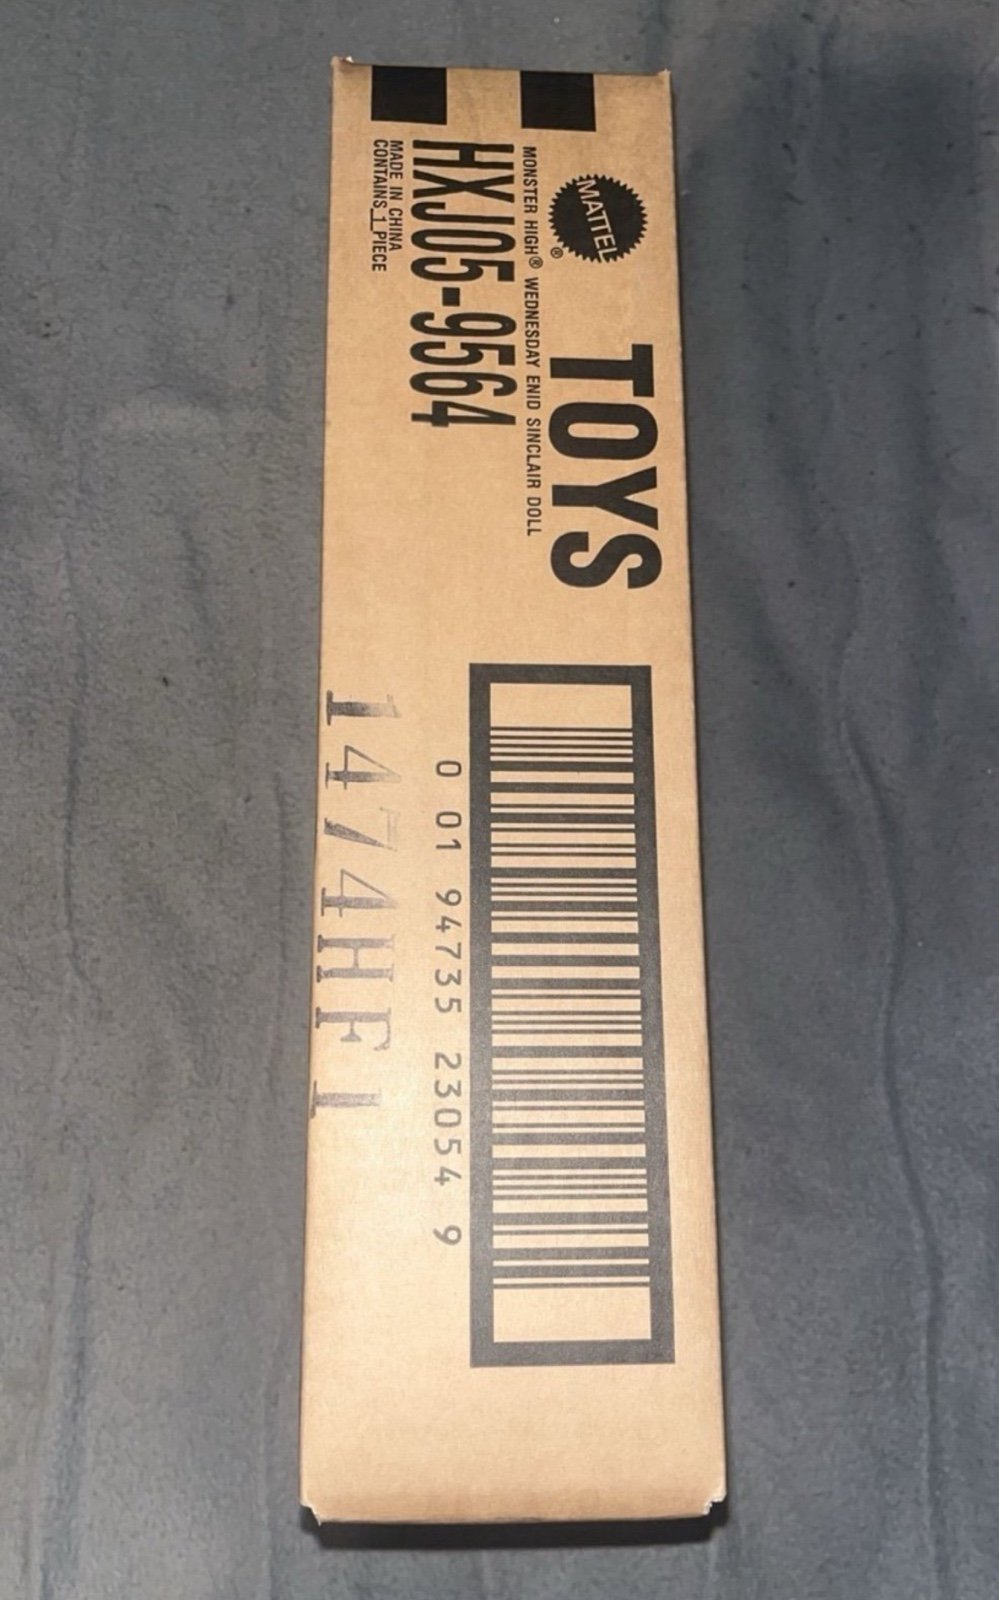 MATTEL®
TOYS
MONSTER HIGH® WEDNESDAY ENID SINCLAIR DOLL
HXJ05-9564
MADE IN CHINA
CONTAINS 1 PIECE
0 01 94735 23054 9
1474HF1